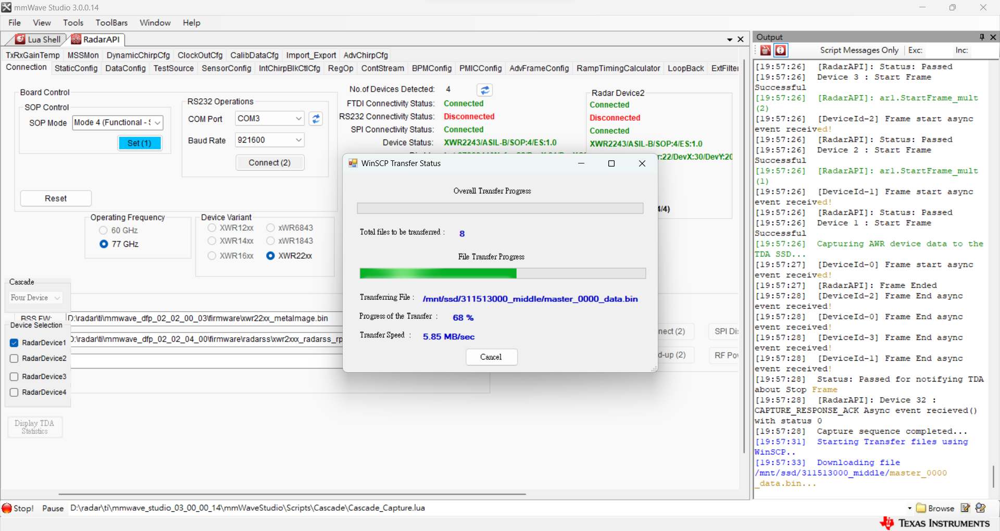 mmWave Studio 3.0.0.14
File View Tools ToolBars Window Help
Lua Shell RadarAPI
TxRxGainTemp MSSMon DynamicChirpCfg ClockOutCfg CalibDataCfg Import_Export AdvChirpCfg
Connection StaticConfig DataConfig TestSource SensorConfig IntChirpBlkCtlCfg RegOp ContStream BPMConfig PMICConfig AdvFrameConfig RampTimingCalculator LoopBack ExtFilter
Board Control
SOP Control
SOP Mode Mode 4 (Functional -
Set (1)
RS232 Operations
COM Port COM3
Baud Rate 921600
Connect (2)
Reset
No.of Devices Detected: 4
FTDI Connectivity Status: Connected
RS232 Connectivity Status: Disconnected
SPI Connectivity Status: Connected
Device Status: XWR2243/ASIL-B/SOP:4/ES:1.0
Radar Device2
Connected
Disconnected
Connected
XWR2243/ASIL-B/SOP:4/ES:1.0
r:22/DevX:30/DevY:20
4/4)
Operating Frequency
60 GHz
77 GHz
Device Variant
XWR12xx xWR6843
XWR14xx xWR1843
XWR16xx XWR22xx
Cascade
Four Device
BSS FW: D:\radar\ti\mmwave_dfp_02_02_00_03\firmware\xwr22xx_metaImage.bin
Device Selection
D:\radar\ti\mmwave_dfp_02_02_04_00\firmware\radarss\xwr2xxx_radarss_rp
RadarDevice1
RadarDevice2
RadarDevice3
RadarDevice4
Display TDA
Statistics
nect (2) SPI Dis
d-up (2) RF Pow
WinSCP Transfer Status
Overall Transfer Progress
Total files to be transferred : 8
File Transfer Progress
Transferring File : /mnt/ssd/311513000_middle/master_0000_data.bin
Progress of the Transfer : 68 %
Transfer Speed : 5.85 MB/sec
Cancel
Output
Script Messages Only Exc: Inc:
[19:57:26] [RadarAPI]: Status: Passed
[19:57:26] Device 3 : Start Frame
Successful
[19:57:26] [RadarAPI]: ar1.StartFrame_mult
(2)
[19:57:26] [DeviceId-2] Frame start async
event received!
[19:57:26] [RadarAPI]: Status: Passed
[19:57:26] Device 2 : Start Frame
Successful
[19:57:26] [RadarAPI]: ar1.StartFrame_mult
(1)
[19:57:26] [DeviceId-1] Frame start async
event received!
[19:57:26] [RadarAPI]: Status: Passed
[19:57:26] Device 1 : Start Frame
Successful
[19:57:26] Capturing AWR device data to the
TDA SSD...
[19:57:27] [DeviceId-0] Frame start async
event received!
[19:57:27] [RadarAPI]: Frame Ended
[19:57:28] [DeviceId-2] Frame End async
event received!
[19:57:28] [DeviceId-0] Frame End async
event received!
[19:57:28] [DeviceId-3] Frame End async
event received!
[19:57:28] [DeviceId-1] Frame End async
event received!
[19:57:28] Status: Passed for notifying TDA
about Stop Frame
[19:57:28] [RadarAPI]: Device 32 :
CAPTURE_RESPONSE_ACK Async event recieved()
with status 0
[19:57:28] Capture sequence completed...
[19:57:31] Starting Transfer files using
WinSCP..
[19:57:33] Downloading file
/mnt/ssd/311513000_middle/master_0000
_data.bin...
Stop! Pause D:\radar\ti\mmwave_studio_03_00_00_14\mmWaveStudio\Scripts\Cascade\Cascade_Capture.lua Browse
TEXAS INSTRUMENTS